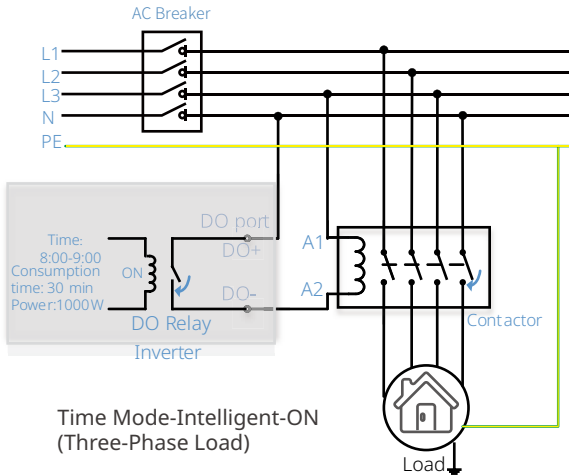 AC Breaker
L1
L2
L3
N
PE
DO port
Time:
8:00-9:00
Consumption
time: 30 min
Power:1000W
ON
DO+
DO-
DO Relay
Inverter
A1
A2
Contactor
Time Mode-Intelligent-ON
(Three-Phase Load)
Load